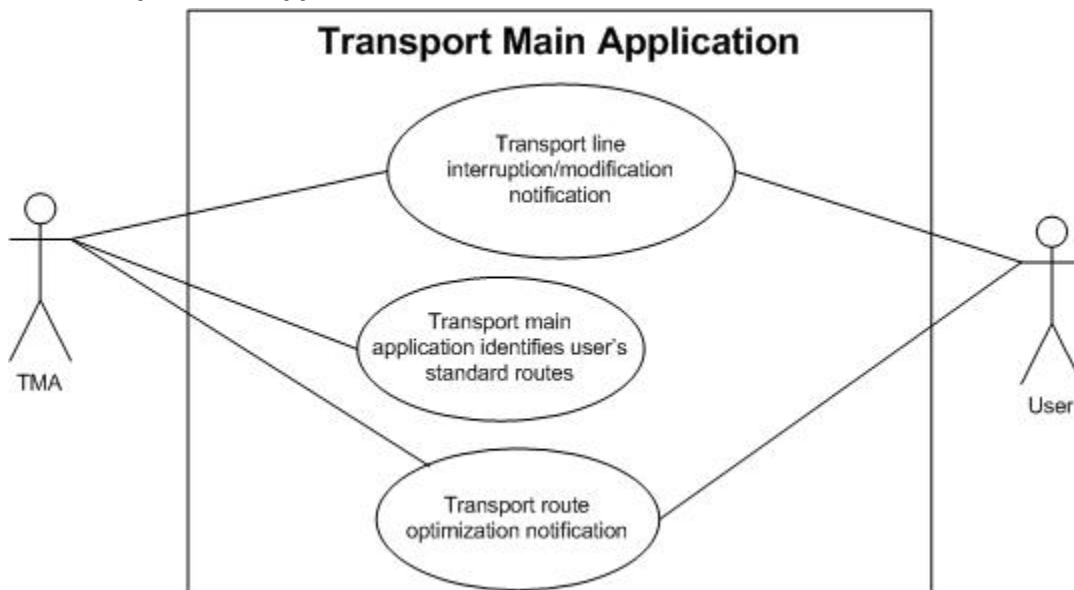 Transport Main Application
Transport line
interruption/modification
notification
Transport main
application identifies user's
standard routes
TMA
User
Transport route
optimization notification